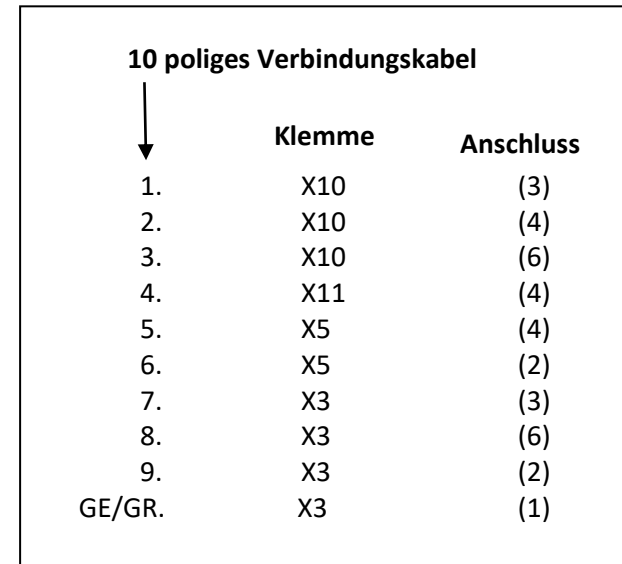 10 poliges Verbindungskabel
Klemme Anschluss
1. X10 (3)
2. X10 (4)
3. X10 (6)
4. X11 (4)
5. X5 (4)
6. X5 (2)
7. X3 (3)
8. X3 (6)
9. X3 (2)
GE/GR. X3 (1)